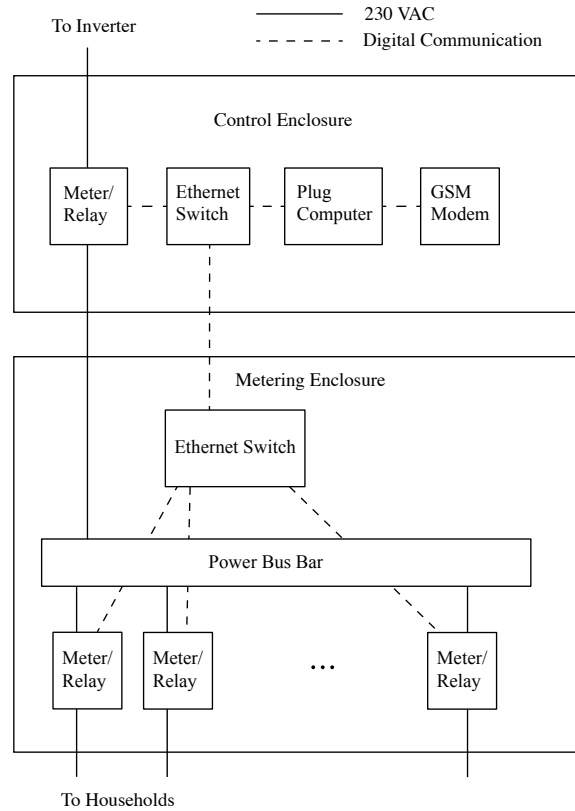 To Inverter
230 VAC
Digital Communication
Control Enclosure
Meter/
Relay
Ethernet
Switch
Plug
Computer
GSM
Modem
Metering Enclosure
Ethernet Switch
Power Bus Bar
Meter/
Relay
Meter/
Relay
...
Meter/
Relay
To Households